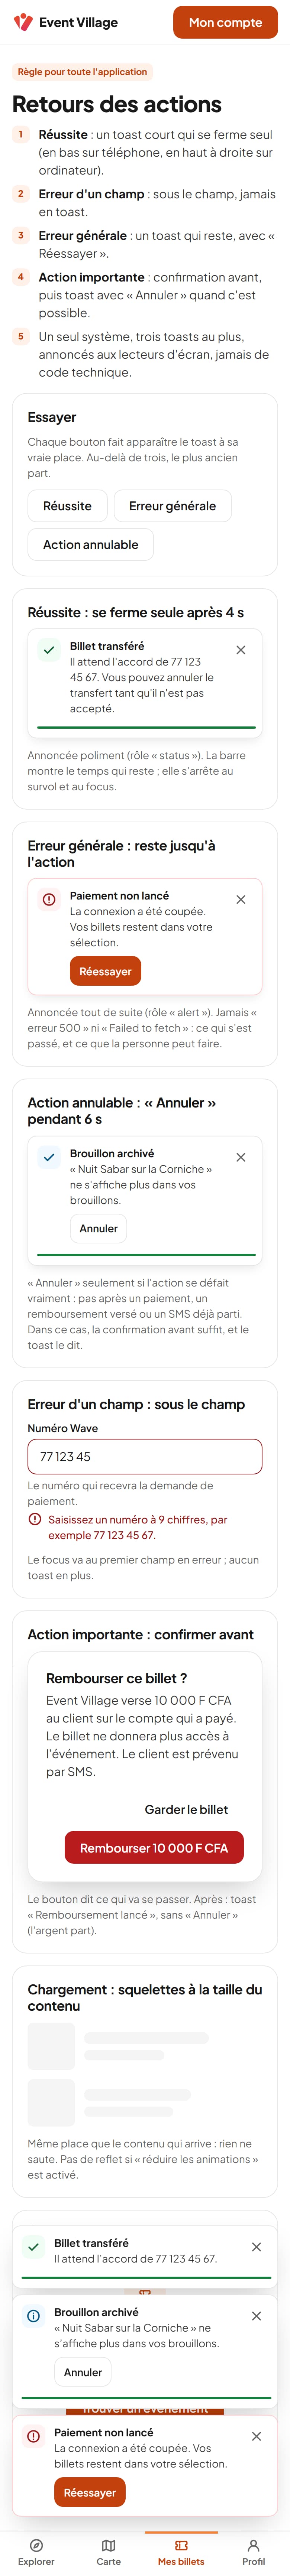 Event Village
Mon compte
Règle pour toute l'application
Retours des actions
1 Réussite : un toast court qui se ferme seul
(en bas sur téléphone, en haut à droite sur
ordinateur).
2 Erreur d'un champ : sous le champ, jamais
en toast.
3 Erreur générale : un toast qui reste, avec «
Réessayer ».
4 Action importante : confirmation avant,
puis toast avec « Annuler » quand c'est
possible.
5 Un seul système, trois toasts au plus,
annoncés aux lecteurs d'écran, jamais de
code technique.
Essayer
Chaque bouton fait apparaître le toast à sa
vraie place. Au-delà de trois, le plus ancien
part.
Réussite
Erreur générale
Action annulable
Réussite : se ferme seule après 4 s
Billet transféré
Il attend l'accord de 77 123
45 67. Vous pouvez annuler le
transfert tant qu'il n'est pas
accepté.
Annoncée poliment (rôle « status »). La barre
montre le temps qui reste ; elle s'arrête au
survol et au focus.
Erreur générale : reste jusqu'à
l'action
Paiement non lancé
La connexion a été coupée.
Vos billets restent dans votre
sélection.
Réessayer
Annoncée tout de suite (rôle « alert »). Jamais «
erreur 500 » ni « Failed to fetch » : ce qui s'est
passé, et ce que la personne peut faire.
Action annulable : « Annuler »
pendant 6 s
Brouillon archivé
« Nuit Sabar sur la Corniche »
ne s'affiche plus dans vos
brouillons.
Annuler
« Annuler » seulement si l'action se défait
vraiment : pas après un paiement, un
remboursement versé ou un SMS déjà parti.
Dans ce cas, la confirmation avant suffit, et le
toast le dit.
Erreur d'un champ : sous le champ
Numéro Wave
77 123 45
Le numéro qui recevra la demande de
paiement.
Saisissez un numéro à 9 chiffres, par
exemple 77 123 45 67.
Le focus va au premier champ en erreur ; aucun
toast en plus.
Action importante : confirmer avant
Rembourser ce billet ?
Event Village verse 10 000 F CFA
au client sur le compte qui a payé.
Le billet ne donnera plus accès à
l'événement. Le client est prévenu
par SMS.
Garder le billet
Rembourser 10 000 F CFA
Le bouton dit ce qui va se passer. Après : toast
« Remboursement lancé », sans « Annuler »
(l'argent part).
Chargement : squelettes à la taille du
contenu
Même place que le contenu qui arrive : rien ne
saute. Pas de reflet si « réduire les animations »
est activé.
Billet transféré
Il attend l'accord de 77 123 45 67.
Brouillon archivé
« Nuit Sabar sur la Corniche » ne
s'affiche plus dans vos brouillons.
Annuler
Trouver un événement
Paiement non lancé
La connexion a été coupée. Vos
billets restent dans votre sélection.
Réessayer
Explorer
Carte
Mes billets
Profil